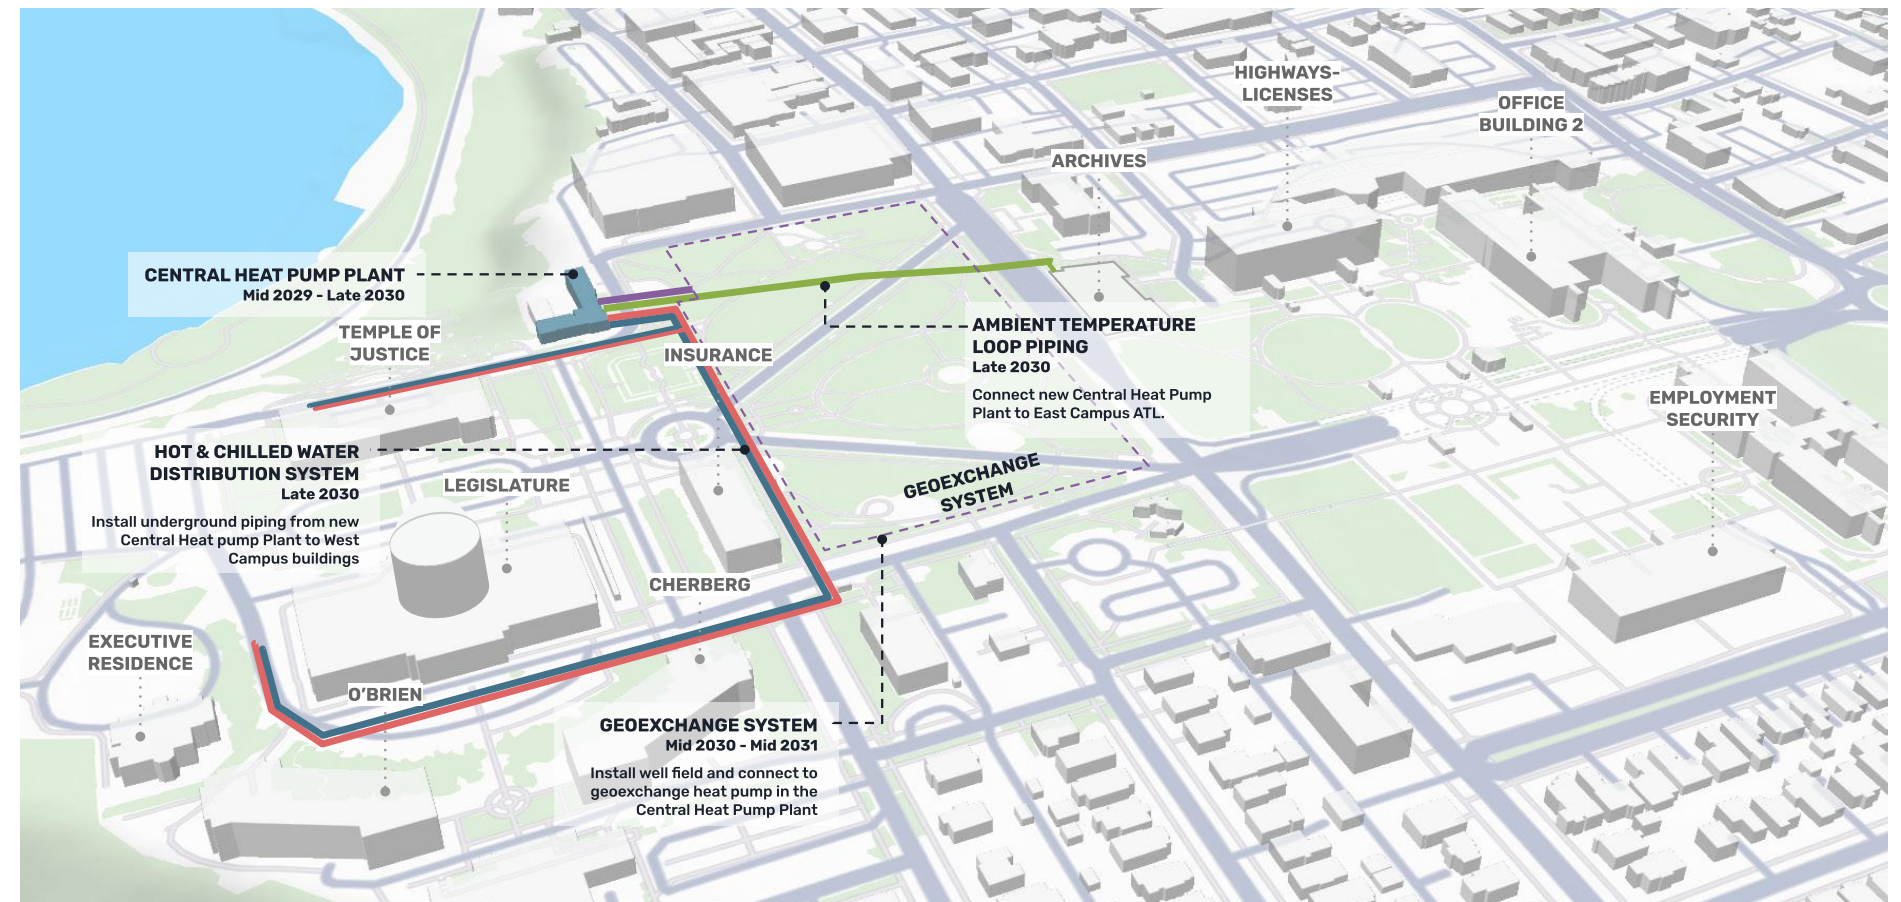 HIGHWAYS-
LICENSES
OFFICE
BUILDING 2
ARCHIVES
CENTRAL HEAT PUMP PLANT
Mid 2029 - Late 2030
TEMPLE OF
JUSTICE
INSURANCE
AMBIENT TEMPERATURE
LOOP PIPING
Late 2030
Connect new Central Heat Pump
Plant to East Campus ATL.
EMPLOYMENT
SECURITY
HOT & CHILLED WATER
DISTRIBUTION SYSTEM
Late 2030
Install underground piping from new
Central Heat pump Plant to West
Campus buildings
LEGISLATURE
GEOEXCHANGE
SYSTEM
CHERBERG
EXECUTIVE
RESIDENCE
O'BRIEN
GEOEXCHANGE SYSTEM
Mid 2030 - Mid 2031
Install well field and connect to
geoexchange heat pump in the
Central Heat Pump Plant